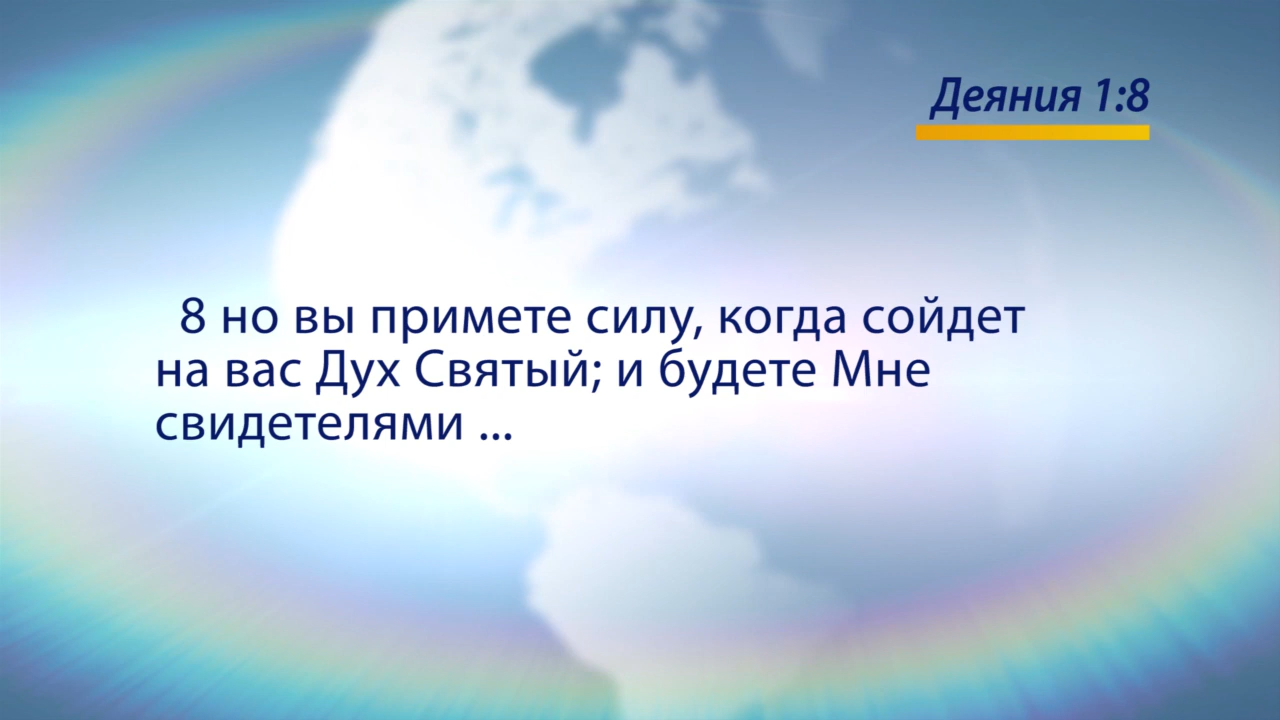 Деяния 1:8
8 но вы примете силу, когда сойдет
на вас Дух Святый; и будете Мне
свидетелями ...